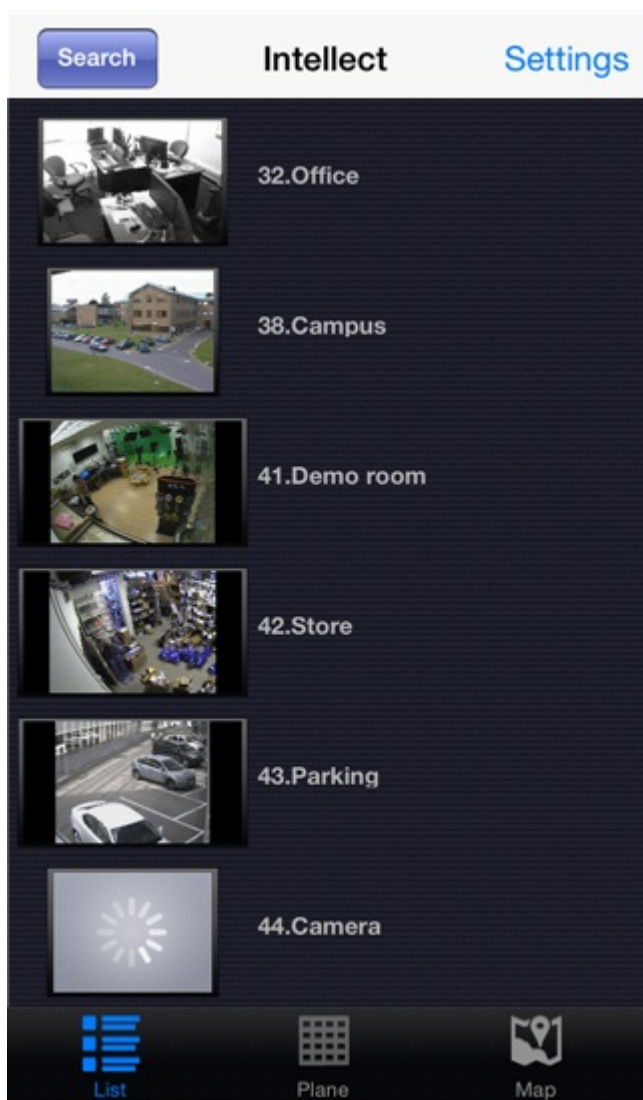 Search
Intellect
Settings
32.Office
38.Campus
41.Demo room
42.Store
43.Parking
44.Camera
List
Plane
Map